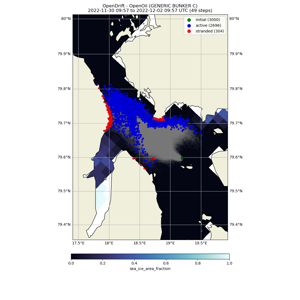 OpenDrift - OpenOil (GENERIC BUNKER C)
2022-11-30 09:57 to 2022-12-02 09:57 UTC (49 steps)
80°N
initial (3000)
active (2696)
stranded (304)
79.9°N
79.8°N
79.7°N
79.6°N
79.5°N
79.4°N
17.5°E
18°E
18.5°E
19°E
19.5°E
0.0
0.2
0.4
0.6
0.8
1.0
sea_ice_area_fraction